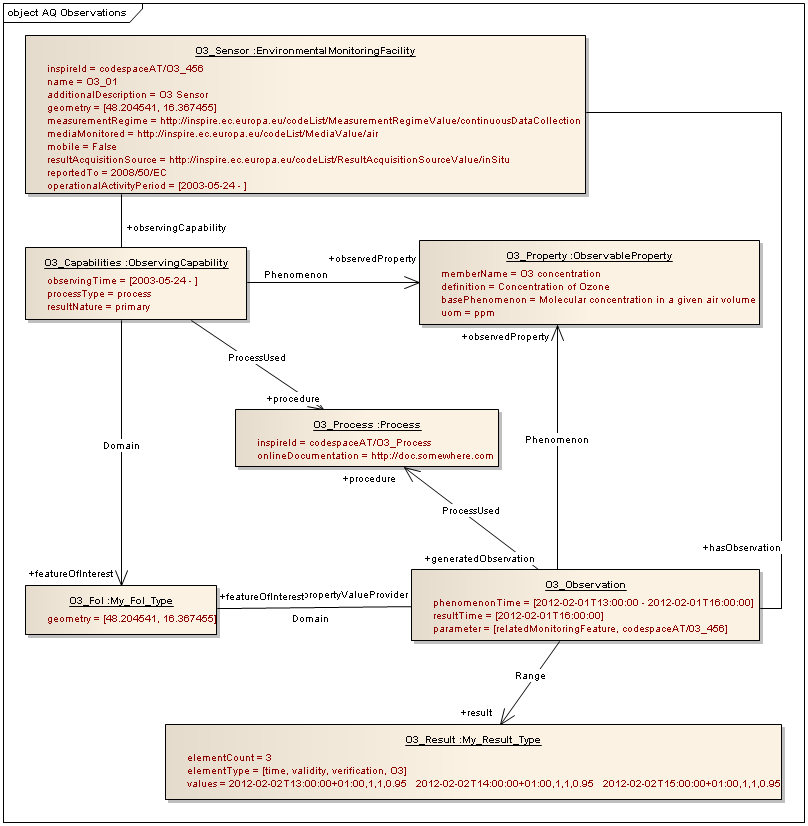 object AQ Observations
O3_Sensor :EnvironmentalMonitoringFacility
inspireId = codespaceAT/O3_456
name = O3_01
additionalDescription = O3 Sensor
geometry = [48.204541, 16.367455]
measurementRegime = http://inspire.ec.europa.eu/codeList/MeasurementRegimeValue/continuousDataCollection
mediaMonitored = http://inspire.ec.europa.eu/codeList/MediaValue/air
mobile = False
resultAcquisitionSource = http://inspire.ec.europa.eu/codeList/ResultAcquisitionSourceValue/inSitu
reportedTo = 2008/50/EC
operationalActivityPeriod = [2003-05-24 - ]
+observingCapability
O3_Capabilities :ObservingCapability
observingTime = [2003-05-24 - ]
processType = process
resultNature = primary
+observedProperty
Phenomenon
O3_Property :ObservableProperty
memberName = O3 concentration
definition = Concentration of Ozone
basePhenomenon = Molecular concentration in a given air volume
uom = ppm
+observedProperty
ProcessUsed
+procedure
O3_Process :Process
inspireId = codespaceAT/O3_Process
onlineDocumentation = http://doc.somewhere.com
Domain
Phenomenon
+procedure
ProcessUsed
+hasObservation
+generatedObservation
+featureOfInterest
O3_FoI :My_FoI_Type
geometry = [48.204541, 16.367455]
+featureOfInterest
propertyValueProvider
Domain
O3_Observation
phenomenonTime = [2012-02-01T13:00:00 - 2012-02-01T16:00:00]
resultTime = [2012-02-01T16:00:00]
parameter = [relatedMonitoringFeature, codespaceAT/03_456]
Range
+result
O3_Result :My_Result_Type
elementCount = 3
elementType = [time, validity, verification, O3]
values = 2012-02-02T13:00:00+01:00,1,1,0.95 2012-02-02T14:00:00+01:00,1,1,0.95 2012-02-02T15:00:00+01:00,1,1,0.95